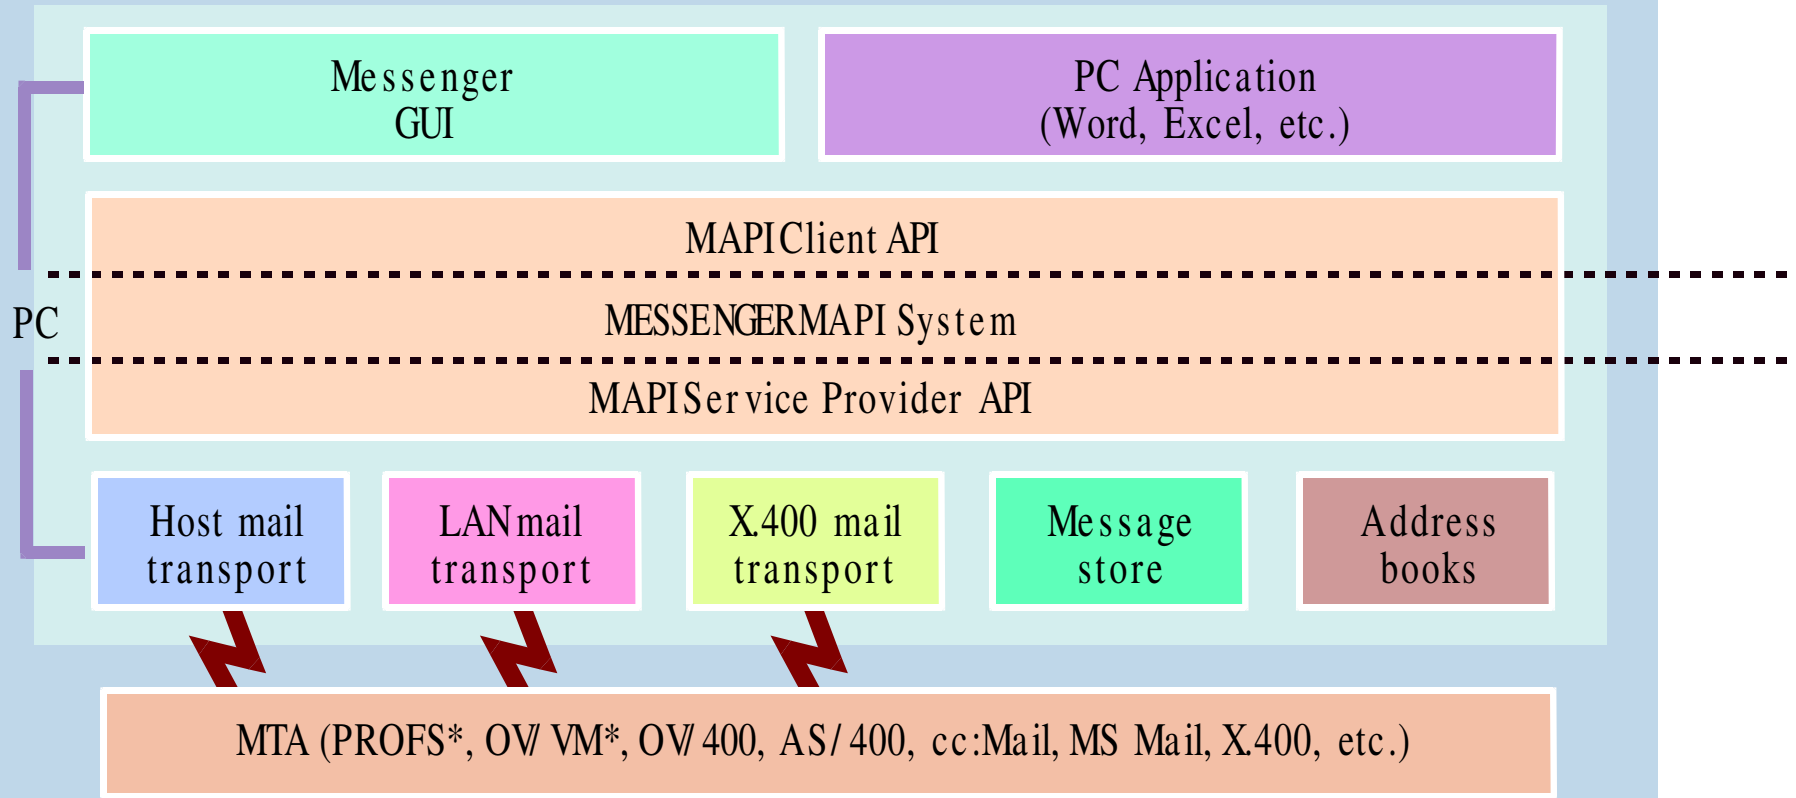 Messenger
GUI
PC Application
(Word, Excel, etc.)
MAPI Client API
PC
MESSENGER MAPI System
MAPI Service Provider API
Host mail
transport
LAN mail
transport
X.400 mail
transport
Message
store
Address
books
MTA (PROFS*, OV/VM*, OV/400, AS/400, cc:Mail, MS Mail, X.400, etc.)